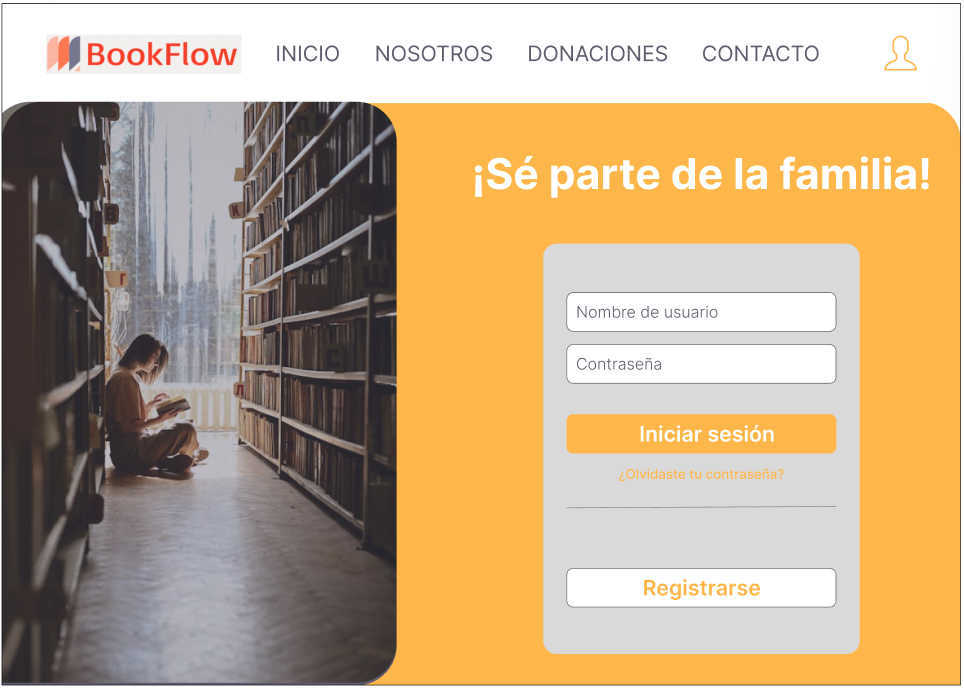 BookFlow
INICIO NOSOTROS DONACIONES CONTACTO
¡Sé parte de la familia!
Nombre de usuario
Contraseña
Iniciar sesión
¿Olvidaste tu contraseña?
Registrarse